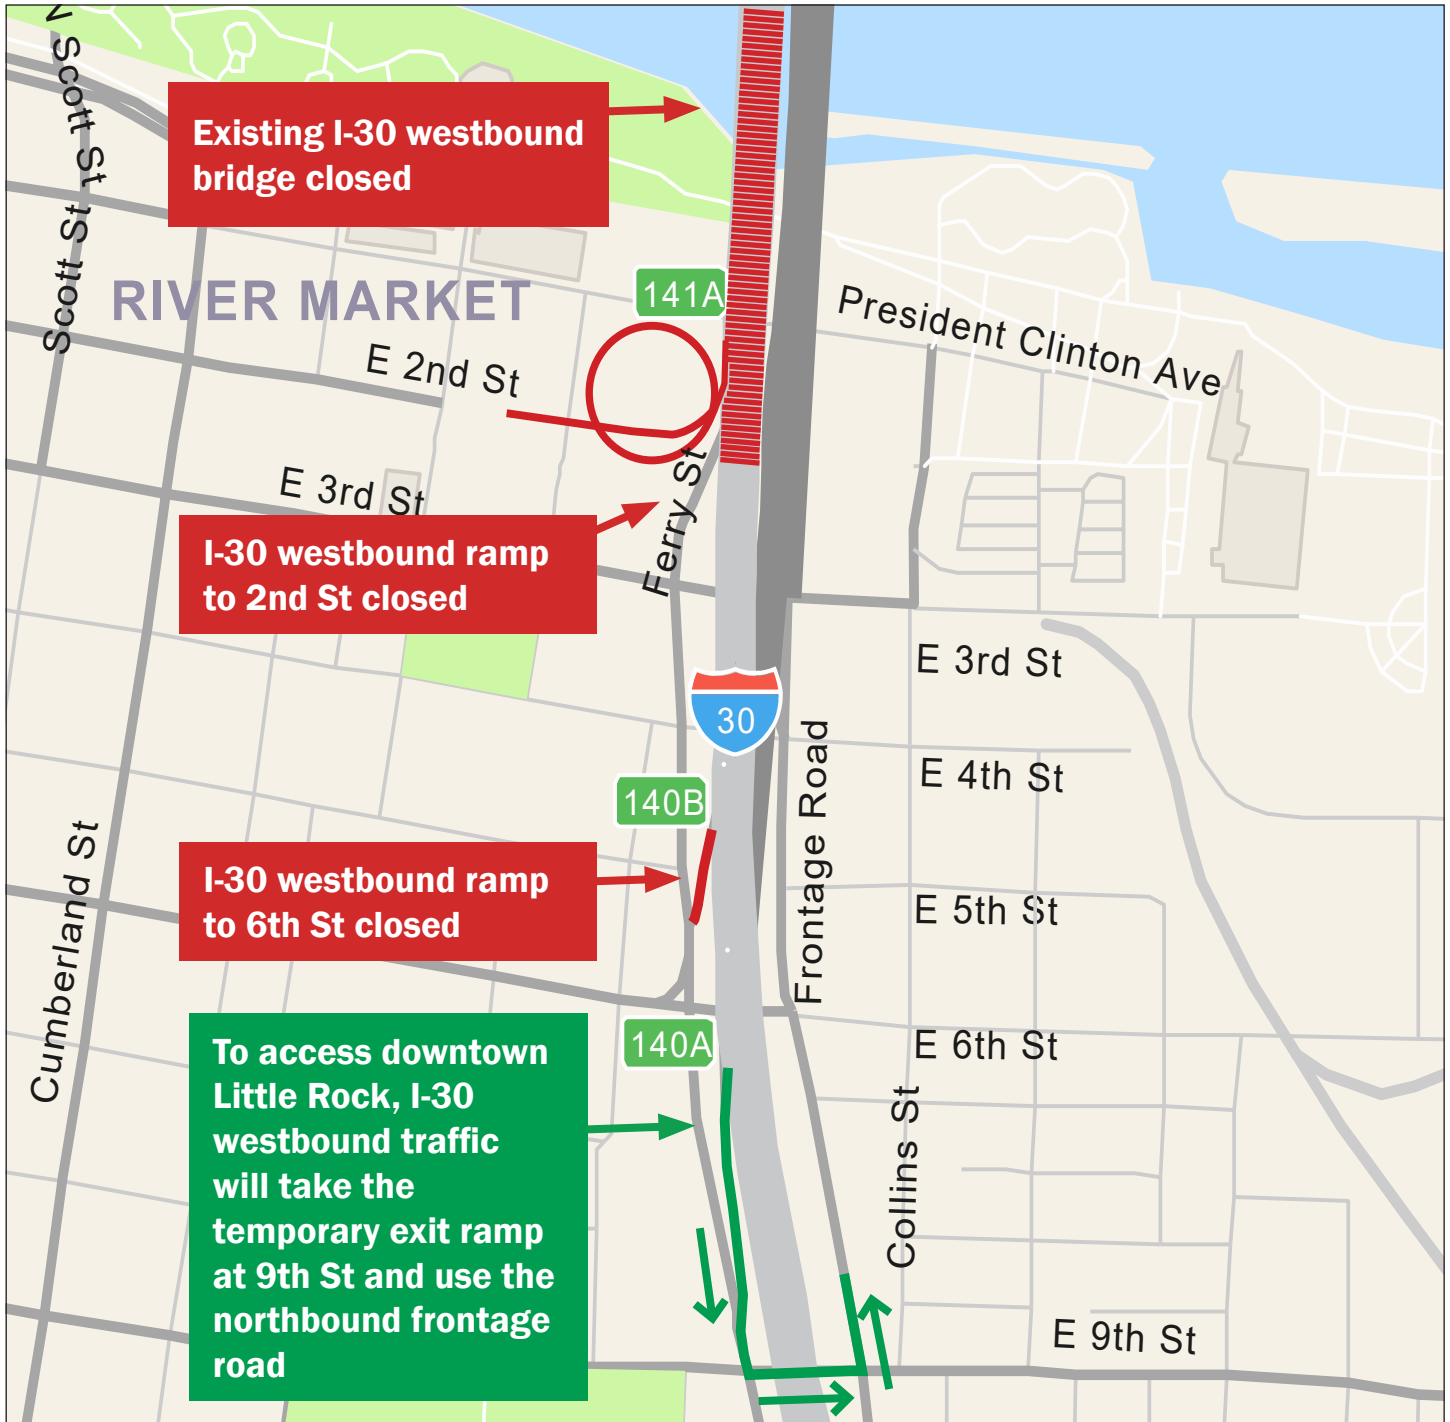 N Scott St
Existing I-30 westbound
bridge closed
Scott St
RIVER MARKET
141A
President Clinton Ave
E 2nd St
E 3rd St
Ferry St
I-30 westbound ramp
to 2nd St closed
E 3rd St
30
E 4th St
140B
Frontage Road
Cumberland St
I-30 westbound ramp
to 6th St closed
E 5th St
140A
E 6th St
To access downtown
Little Rock, I-30
westbound traffic
will take the
temporary exit ramp
at 9th St and use the
northbound frontage
road
Collins St
E 9th St